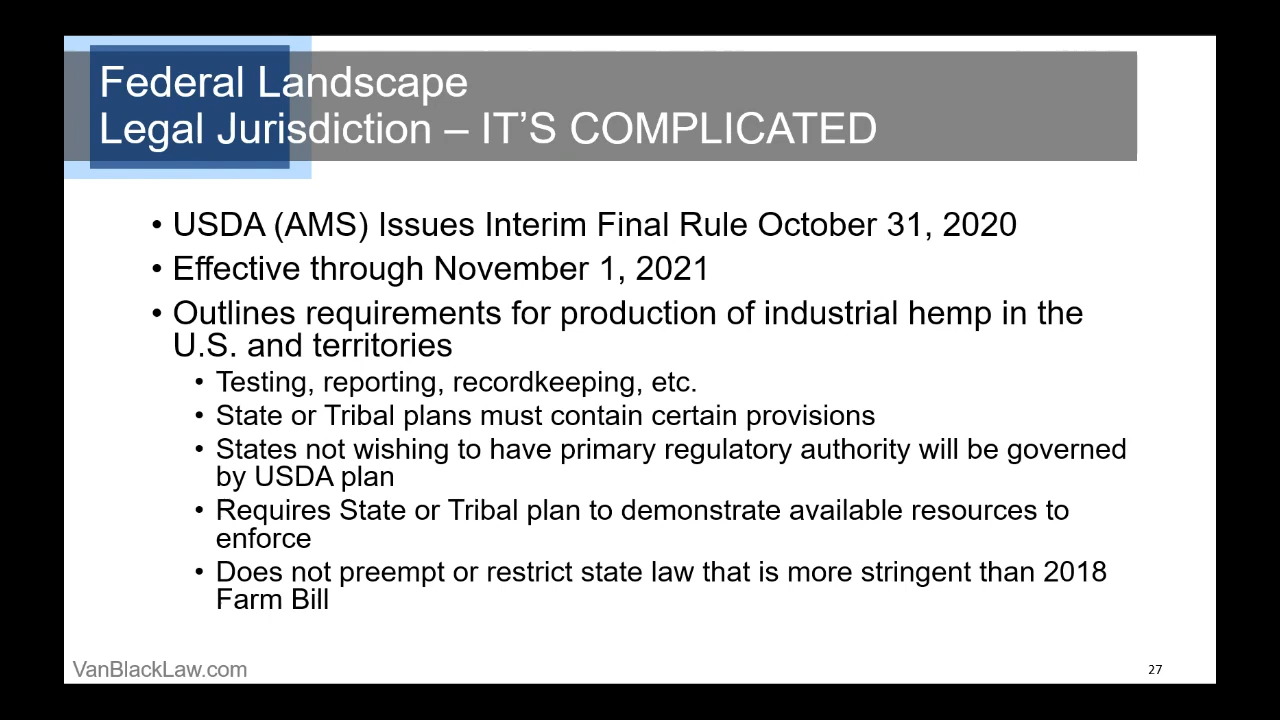 Federal Landscape
Legal Jurisdiction – IT’S COMPLICATED
• USDA (AMS) Issues Interim Final Rule October 31, 2020
• Effective through November 1, 2021
• Outlines requirements for production of industrial hemp in the
U.S. and territories
• Testing, reporting, recordkeeping, etc.
• State or Tribal plans must contain certain provisions
• States not wishing to have primary regulatory authority will be governed
by USDA plan
• Requires State or Tribal plan to demonstrate available resources to
enforce
• Does not preempt or restrict state law that is more stringent than 2018
Farm Bill
VanBlackLaw.com
27